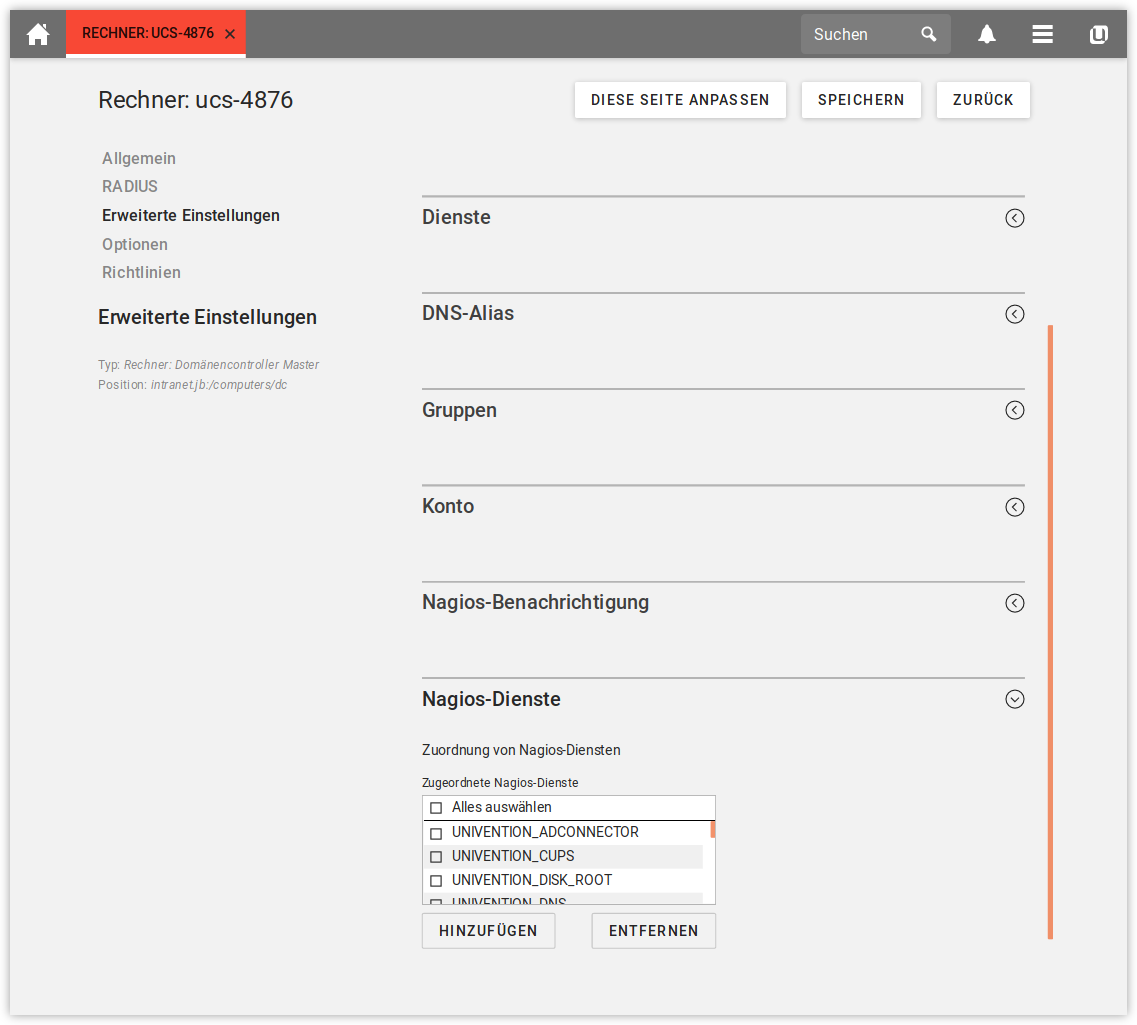 RECHNER: UCS-4876
Suchen
Rechner: ucs-4876
DIESE SEITE ANPASSEN
SPEICHERN
ZURÜCK
Allgemein
RADIUS
Erweiterte Einstellungen
Optionen
Richtlinien
Erweiterte Einstellungen
Typ: Rechner: Domänencontroller Master
Position: intranet.jb:/computers/dc
Dienste
DNS-Alias
Gruppen
Konto
Nagios-Benachrichtigung
Nagios-Dienste
Zuordnung von Nagios-Diensten
Zugeordnete Nagios-Dienste
Alles auswählen
UNIVENTION_ADCONNECTOR
UNIVENTION_CUPS
UNIVENTION_DISK_ROOT
UNIVENTION_DNS
HINZUFÜGEN
ENTFERNEN